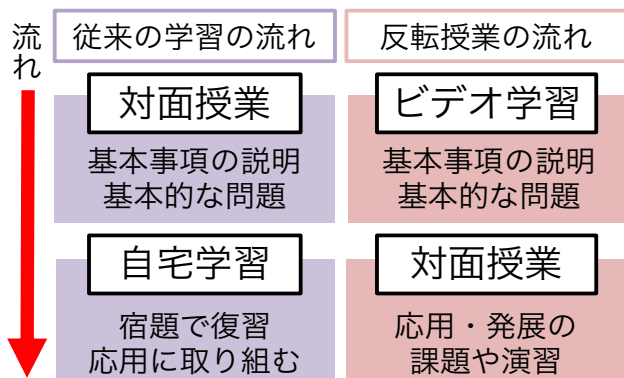 流れ
従来の学習の流れ
反転授業の流れ
対面授業
基本事項の説明
基本的な問題
ビデオ学習
基本事項の説明
基本的な問題
自宅学習
宿題で復習
応用に取り組む
対面授業
応用・発展の
課題や演習